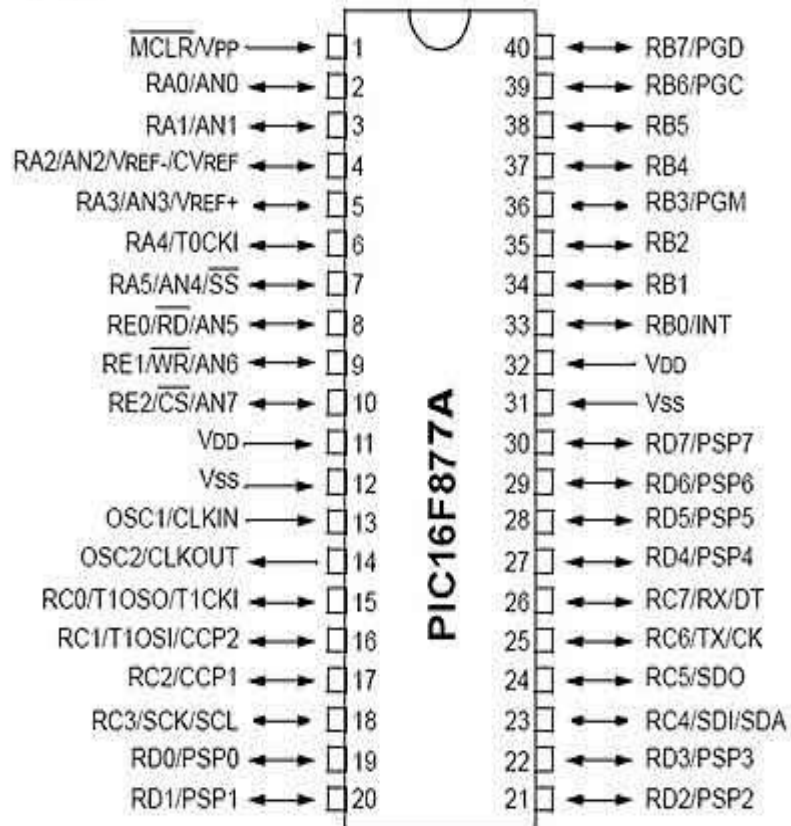 MCLR/VPP 1 40 RB7/PGD
RA0/AN0 2 39 RB6/PGC
RA1/AN1 3 38 RB5
RA2/AN2/VREF-/CVREF 4 37 RB4
RA3/AN3/VREF+ 5 36 RB3/PGM
RA4/T0CKI 6 35 RB2
RA5/AN4/SS 7 34 RB1
RE0/RD/AN5 8 33 RB0/INT
RE1/WR/AN6 9 32 VDD
RE2/CS/AN7 10 31 VSS
VDD 11 30 RD7/PSP7
VSS 12 29 RD6/PSP6
OSC1/CLKIN 13 28 RD5/PSP5
OSC2/CLKOUT 14 27 RD4/PSP4
RC0/T1OSO/T1CKI 15 26 RC7/RX/DT
RC1/T1OSI/CCP2 16 25 RC6/TX/CK
RC2/CCP1 17 24 RC5/SDO
RC3/SCK/SCL 18 23 RC4/SDI/SDA
RD0/PSP0 19 22 RD3/PSP3
RD1/PSP1 20 21 RD2/PSP2
PIC16F877A